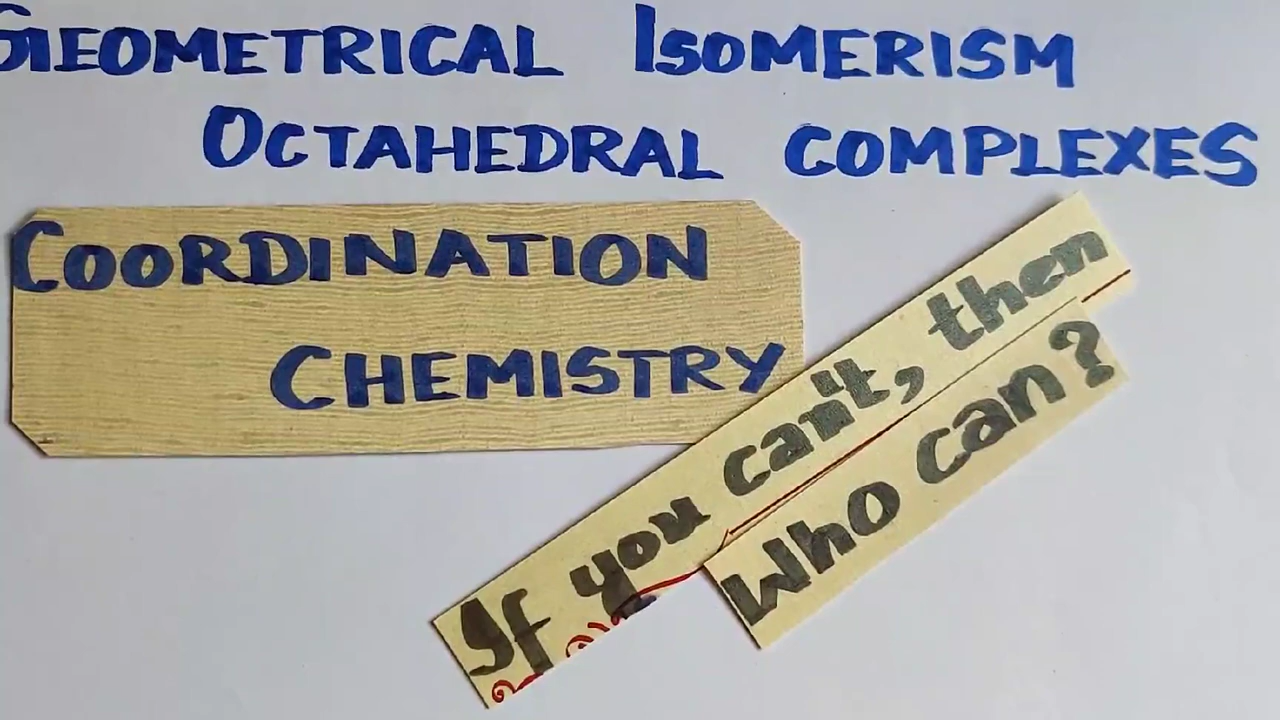 GEOMETRICAL ISOMERISM
OCTAHEDRAL COMPLEXES
COORDINATION
CHEMISTRY
If you can't, then
Who can?